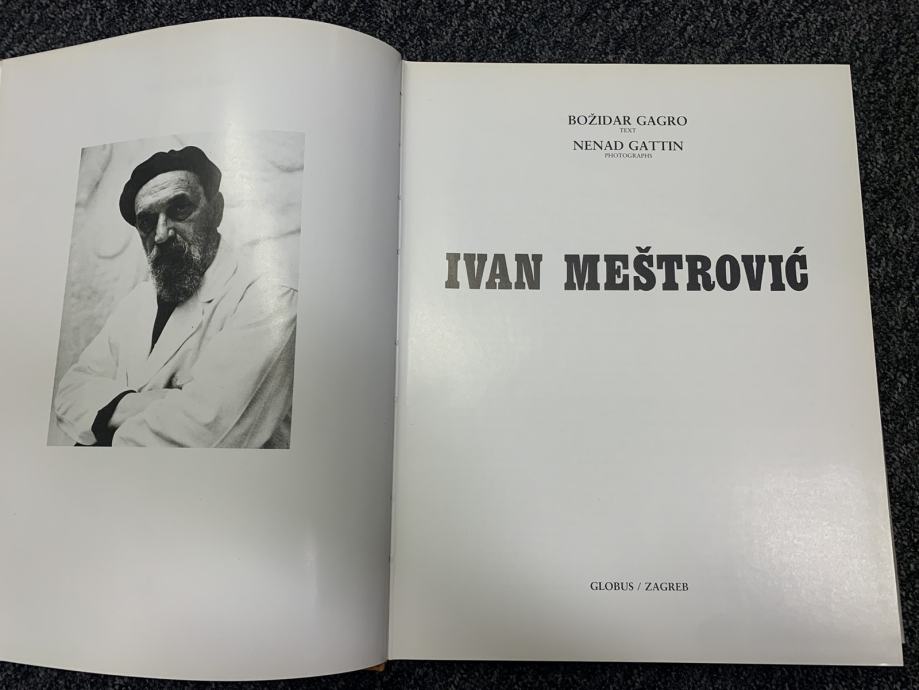 BOŽIDAR GAGRO
TEXT
NENAD GATTIN
PHOTOGRAPHS
IVAN MEŠTROVIĆ
GLOBUS / ZAGREB